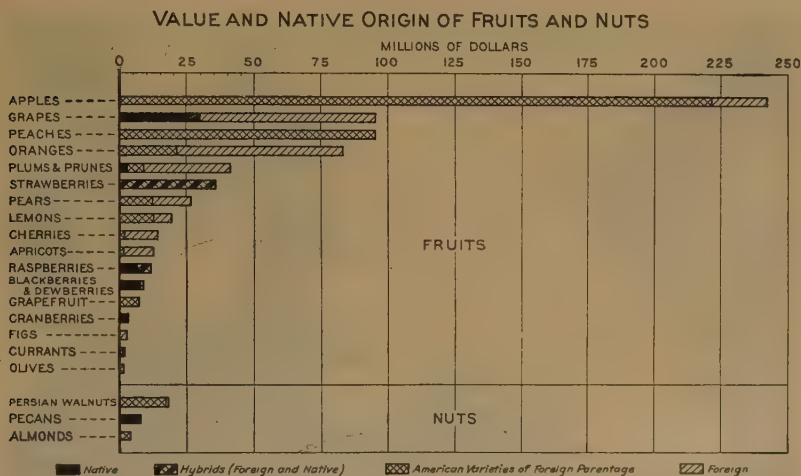 VALUE AND NATIVE ORIGIN OF FRUITS AND NUTS
MILLIONS OF DOLLARS
0 25 50 75 100 125 150 175 200 225 250
APPLES
GRAPES
PEACHES
ORANGES
PLUMS & PRUNES
STRAWBERRIES
PEARS
LEMONS
CHERRIES
APRICOTS
FRUITS
RASPBERRIES
BLACKBERRIES
& DEWBERRIES
GRAPEFRUIT
CRANBERRIES
FIGS
CURRANTS
OLIVES
PERSIAN WALNUTS
PECANS
NUTS
ALMONDS
Native Hybrids (Foreign and Native) American Varieties of Foreign Parentage Foreign